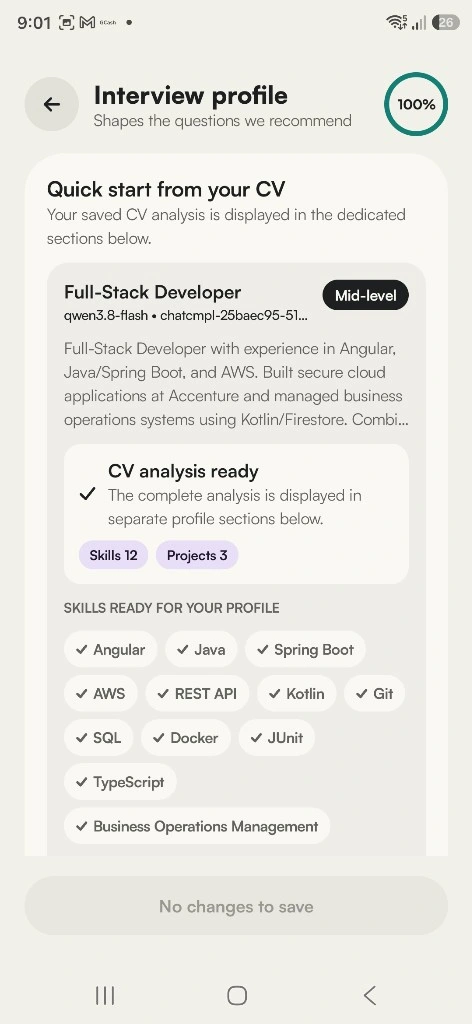 9:01
GCash
26
Interview profile
Shapes the questions we recommend
100%
Quick start from your CV
Your saved CV analysis is displayed in the dedicated
sections below.
Full-Stack Developer
Mid-level
qwen3.8-flash • chatcmpl-25baec95-51...
Full-Stack Developer with experience in Angular,
Java/Spring Boot, and AWS. Built secure cloud
applications at Accenture and managed business
operations systems using Kotlin/Firestore. Combi...
CV analysis ready
The complete analysis is displayed in
separate profile sections below.
Skills 12 Projects 3
SKILLS READY FOR YOUR PROFILE
Angular Java Spring Boot
AWS REST API Kotlin Git
SQL Docker JUnit
TypeScript
Business Operations Management
No changes to save